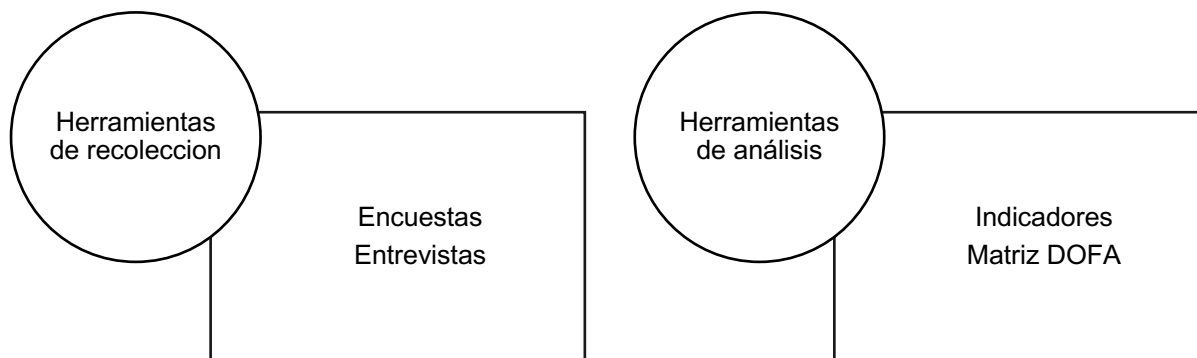 Herramientas
de recoleccion
Encuestas
Entrevistas
Herramientas
de análisis
Indicadores
Matriz DOFA